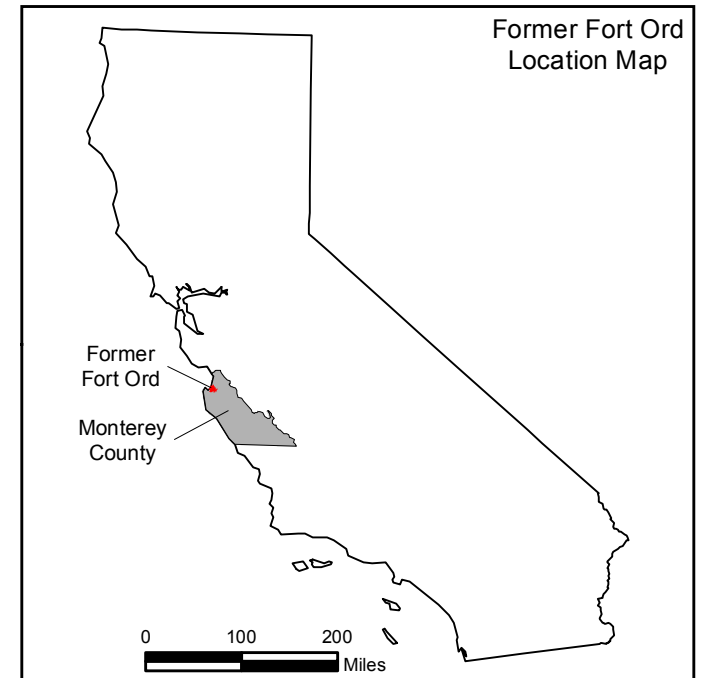 Former Fort Ord
Location Map
Former
Fort Ord
Monterey
County
0 100 200
Miles